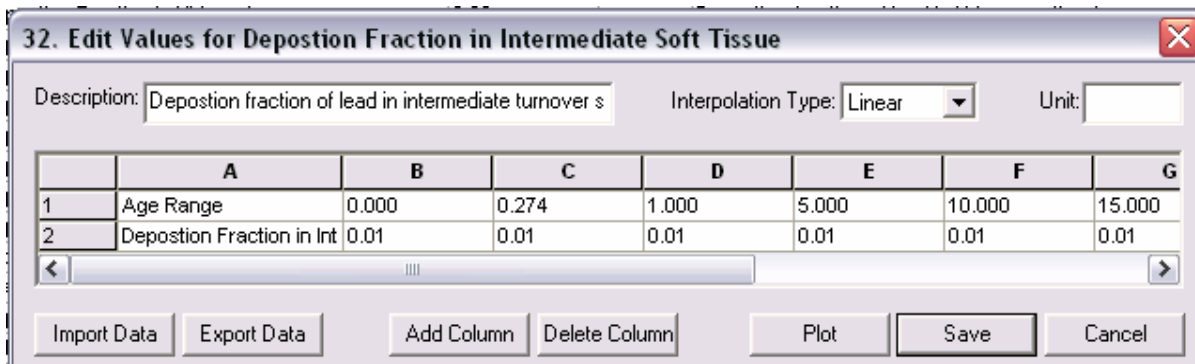 32. Edit Values for Depostion Fraction in Intermediate Soft Tissue
Description: Depostion fraction of lead in intermediate turnover s Interpolation Type: Linear Unit:
A B C D E F G
1 Age Range 0.000 0.274 1.000 5.000 10.000 15.000
2 Depostion Fraction in Int 0.01 0.01 0.01 0.01 0.01 0.01
Import Data Export Data Add Column Delete Column Plot Save Cancel